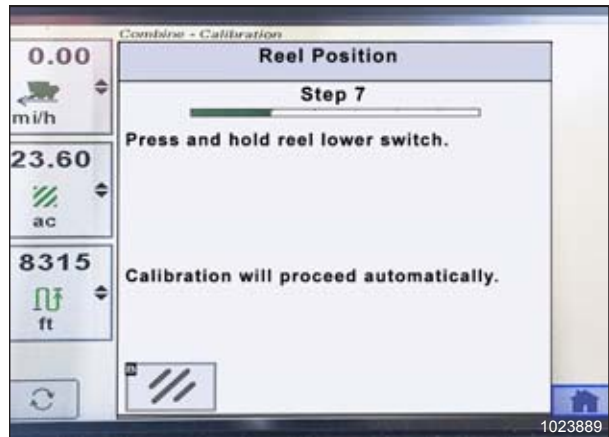 Combine - Calibration
Reel Position
Step 7
Press and hold reel lower switch.
Calibration will proceed automatically.
0.00
mi/h
23.60
ac
8315
ft
1023889